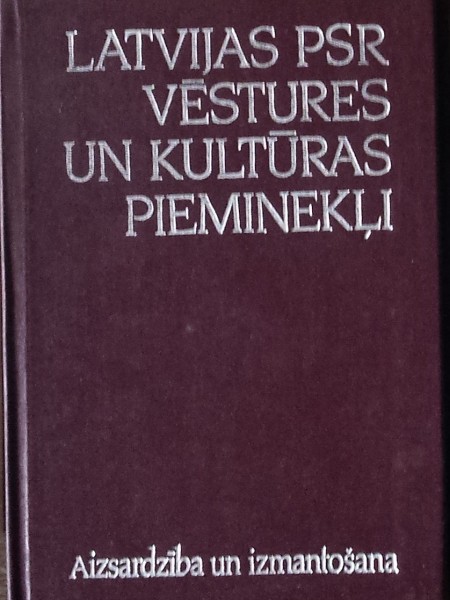 LATVIJAS PSR
VĒSTURES
UN KULTŪRAS
PIEMINEKĻI
Aizsardzība un izmantošana